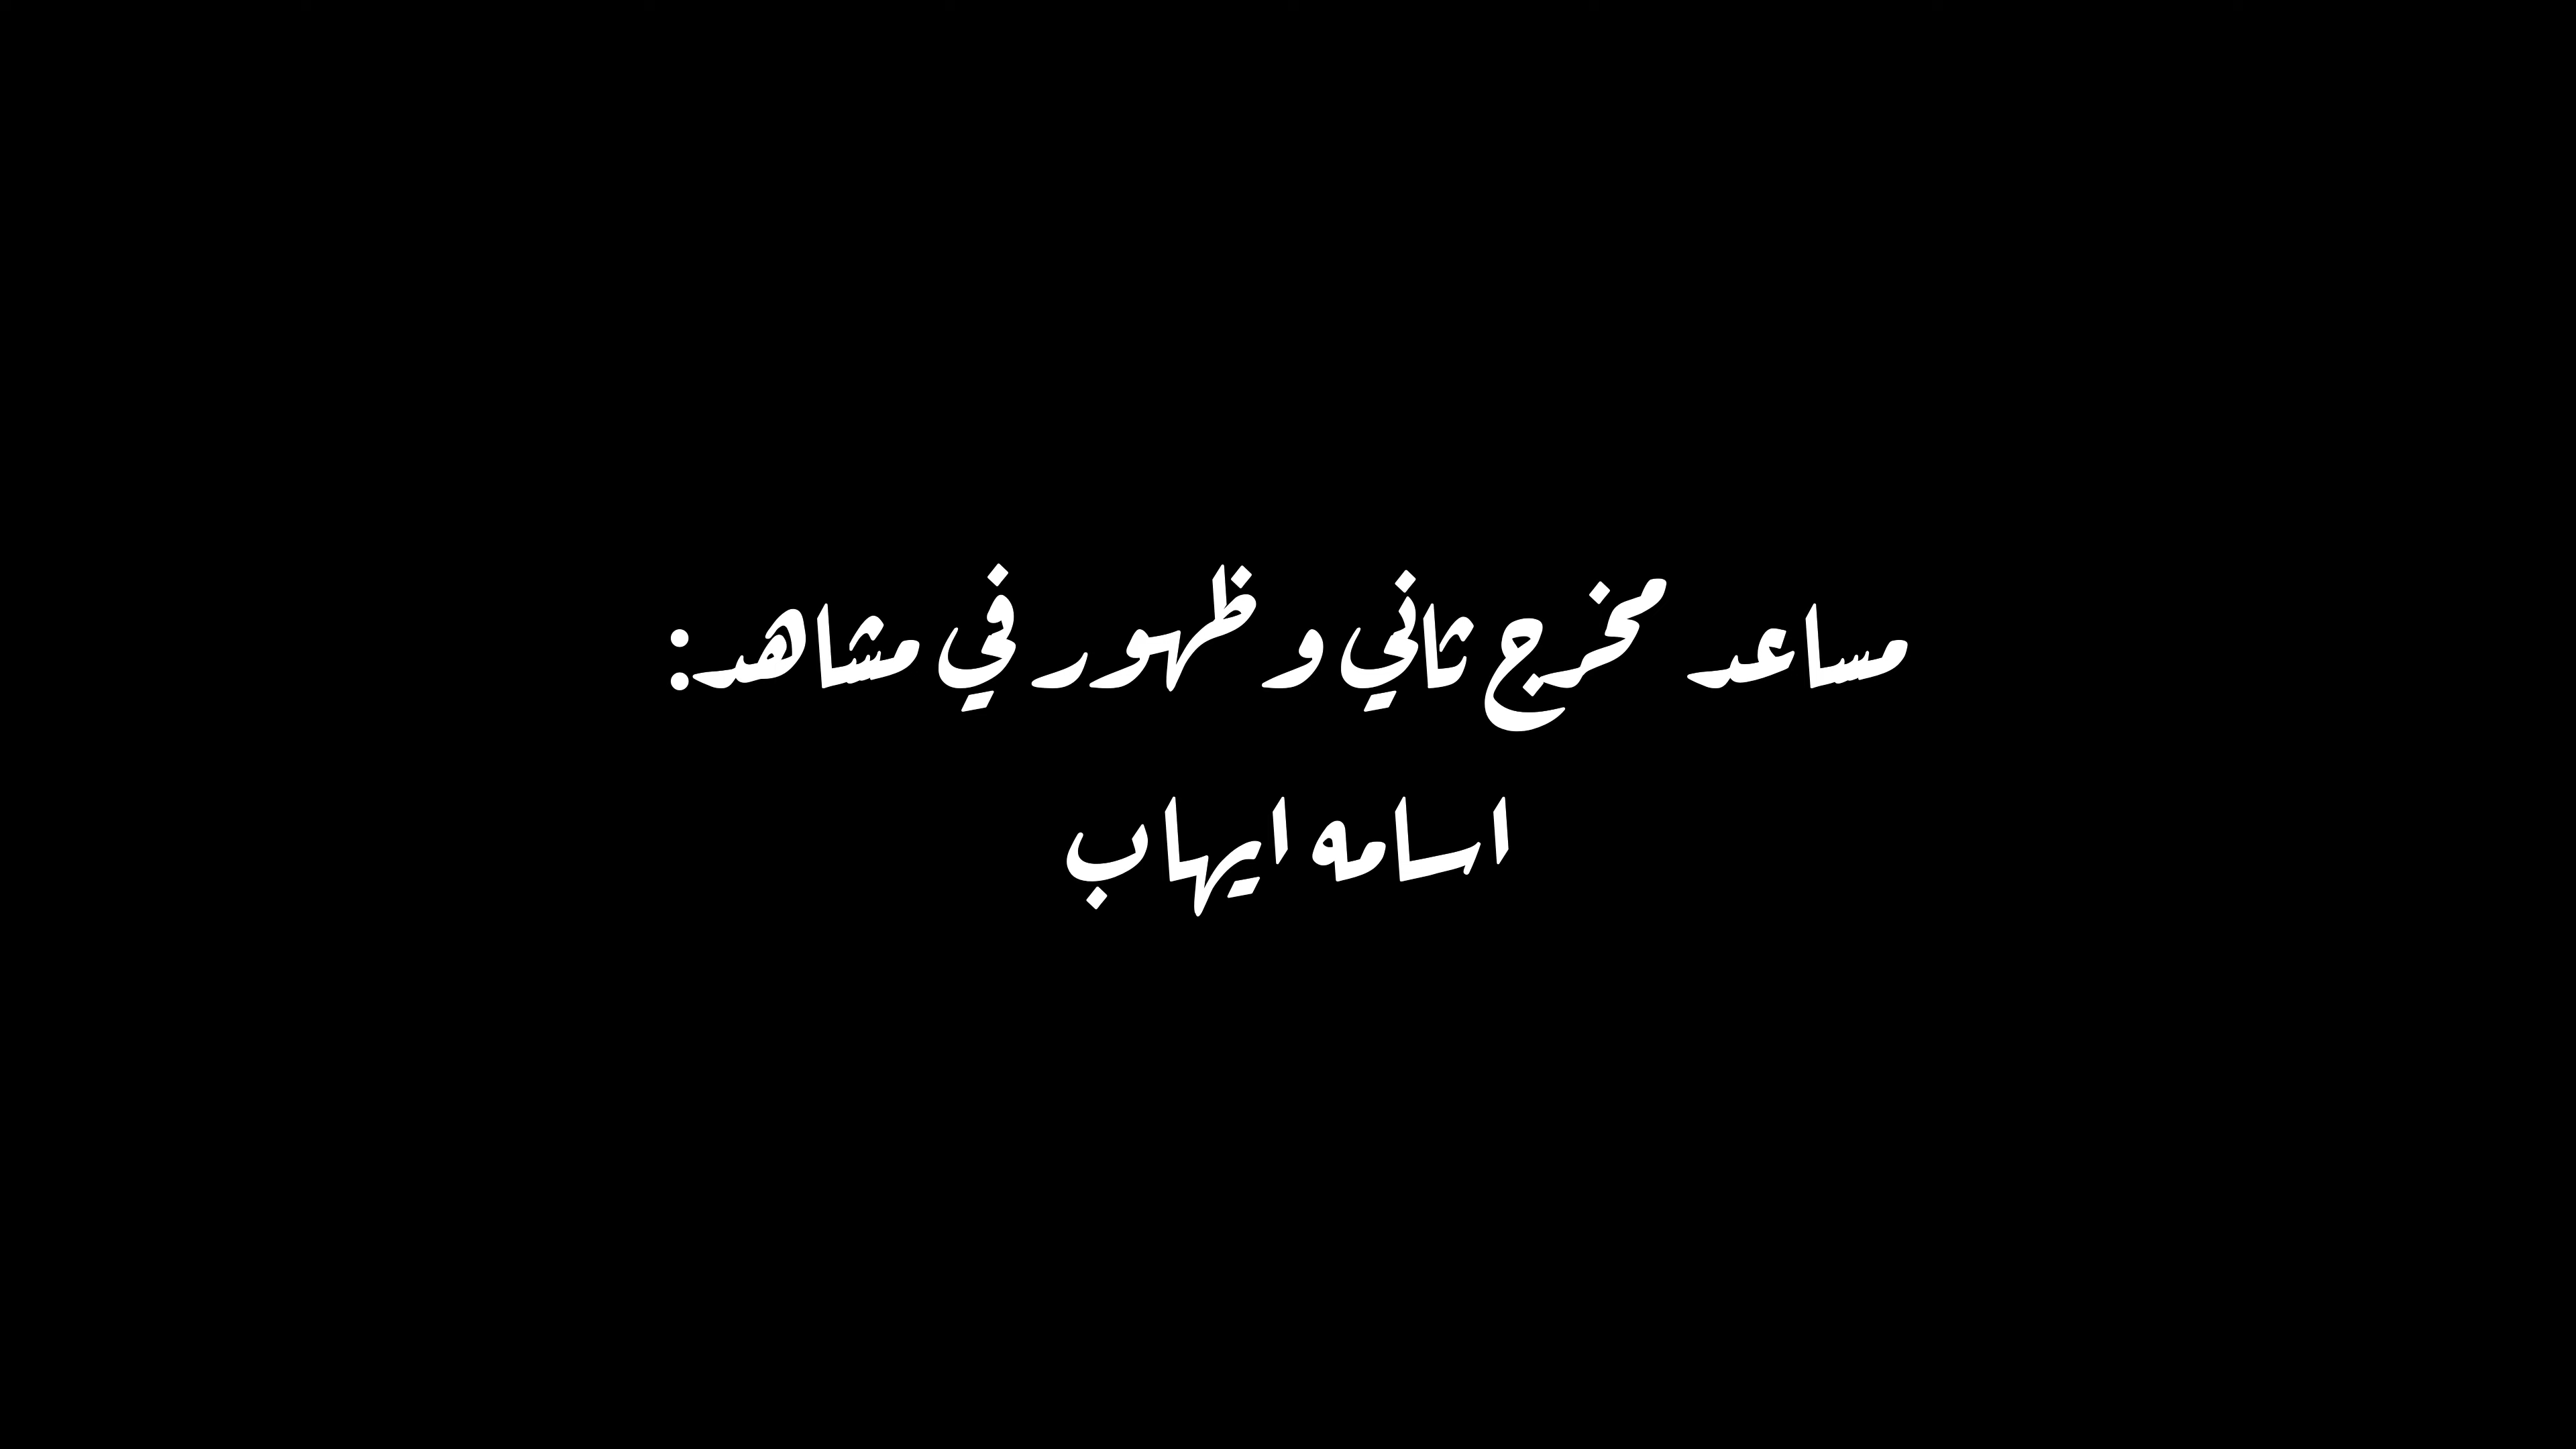 مساعد مخرج ثاني و ظهور في مشاهد:
اسامه ايهاب